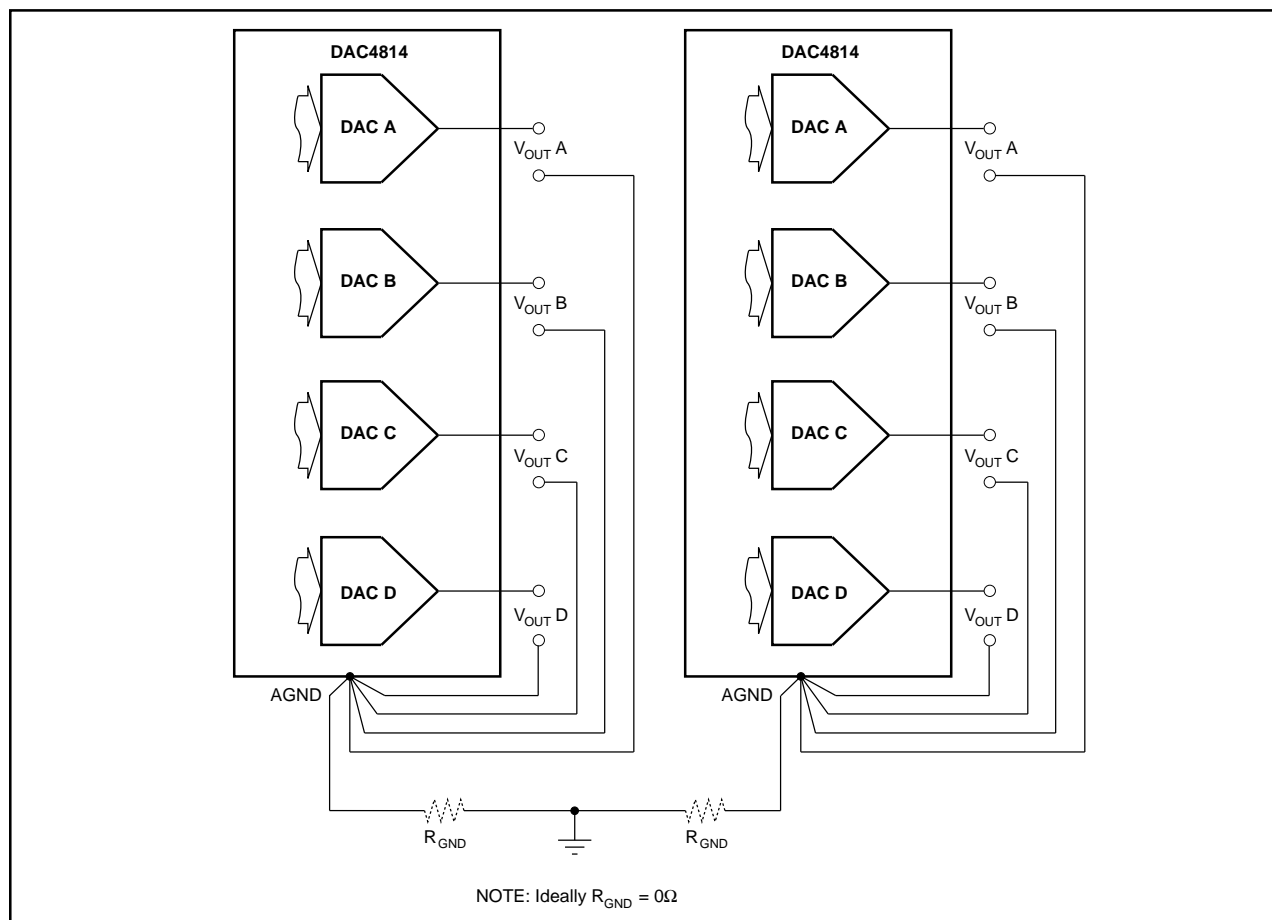 DAC4814
DAC A
V_OUT A
DAC B
V_OUT B
DAC C
V_OUT C
DAC D
V_OUT D
AGND
DAC4814
DAC A
V_OUT A
DAC B
V_OUT B
DAC C
V_OUT C
DAC D
V_OUT D
AGND
R_GND
R_GND
NOTE: Ideally R_GND = 0Ω